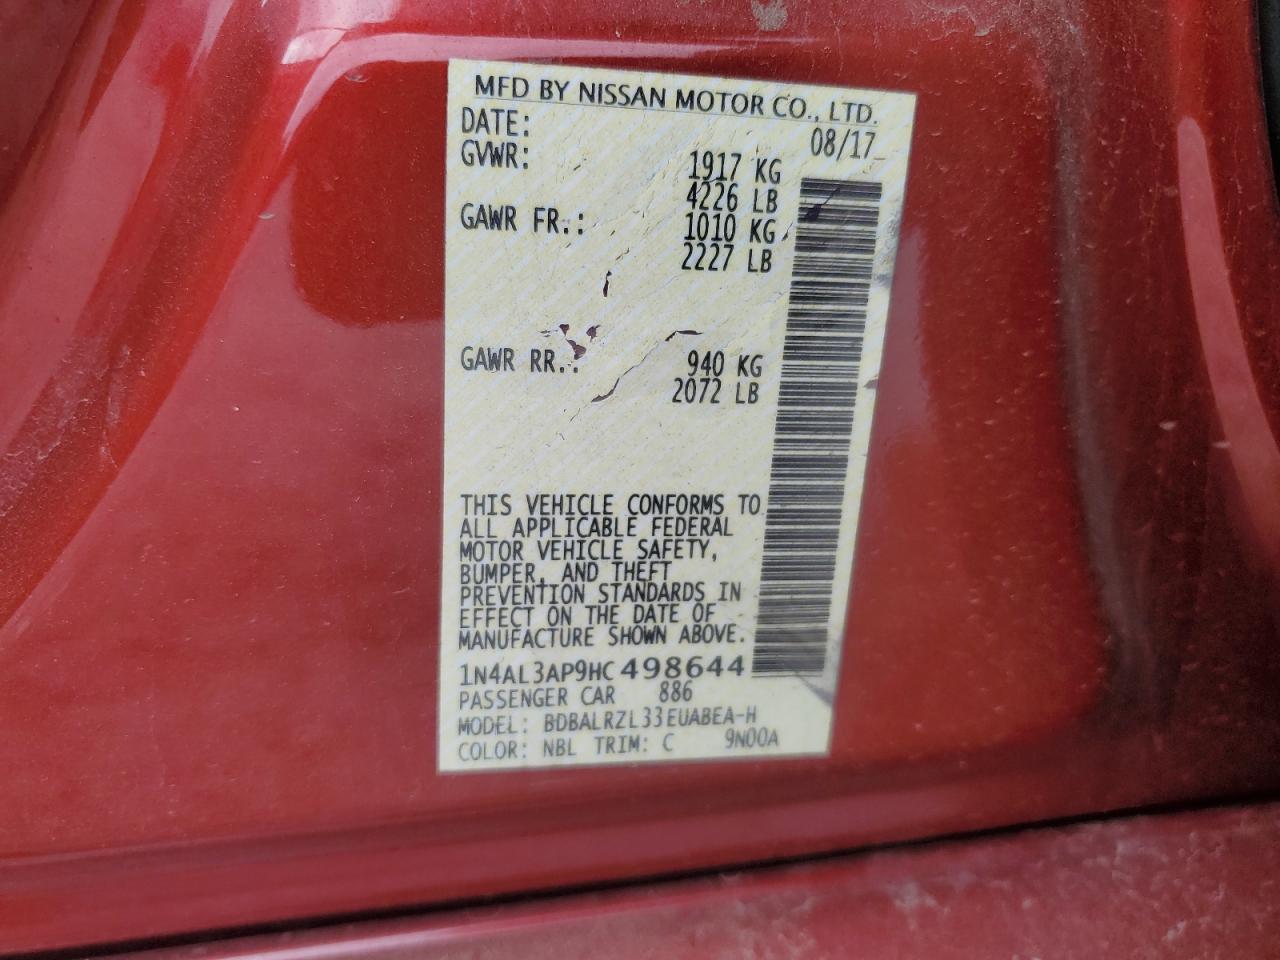 MFD BY NISSAN MOTOR CO., LTD.
DATE: 08/17
GVWR: 1917 KG
4226 LB
GAWR FR.: 1010 KG
2227 LB
GAWR RR.: 940 KG
2072 LB
THIS VEHICLE CONFORMS TO
ALL APPLICABLE FEDERAL
MOTOR VEHICLE SAFETY,
BUMPER, AND THEFT
PREVENTION STANDARDS IN
EFFECT ON THE DATE OF
MANUFACTURE SHOWN ABOVE.
1N4AL3AP9HC498644
PASSENGER CAR 886
MODEL: BDBALRZL33EUABEA-H
COLOR: NBL TRIM: C 9N00A